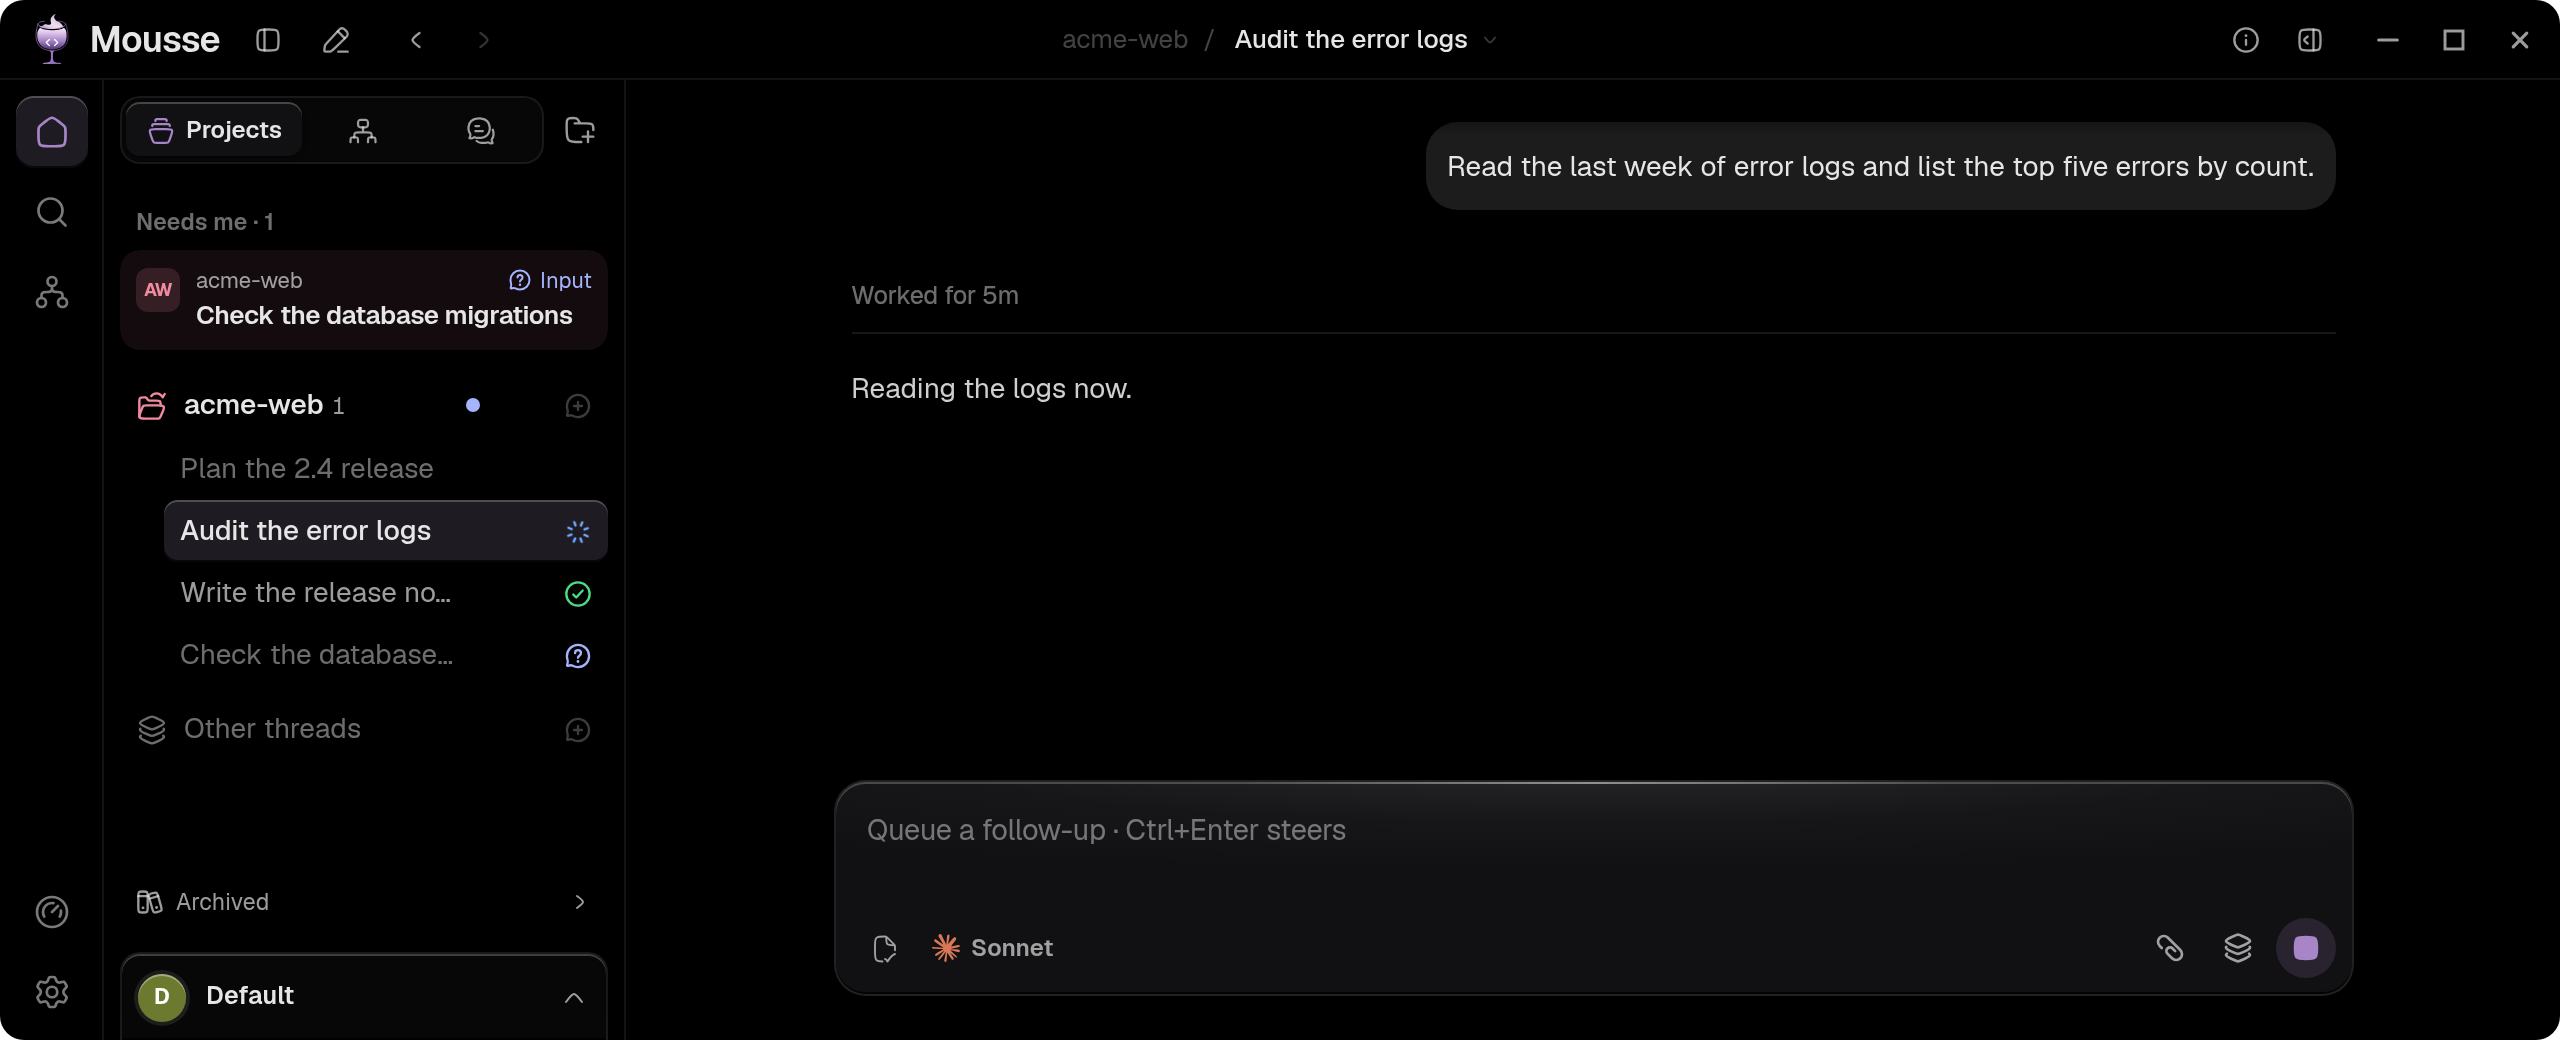 Mousse
acme-web / Audit the error logs
Projects
Needs me · 1
AW
acme-web
Input
Check the database migrations
acme-web 1
Plan the 2.4 release
Audit the error logs
Write the release no…
Check the database…
Other threads
Archived
D
Default
Read the last week of error logs and list the top five errors by count.
Worked for 5m
Reading the logs now.
Queue a follow-up · Ctrl+Enter steers
Sonnet